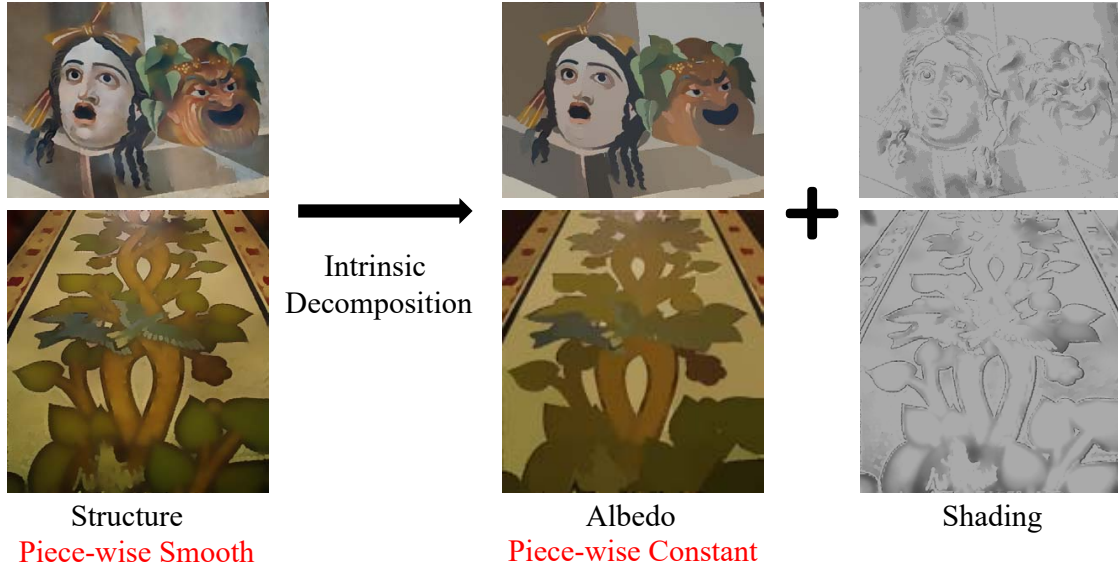 Intrinsic
Decomposition
Structure
Piece-wise Smooth
Albedo
Piece-wise Constant
Shading